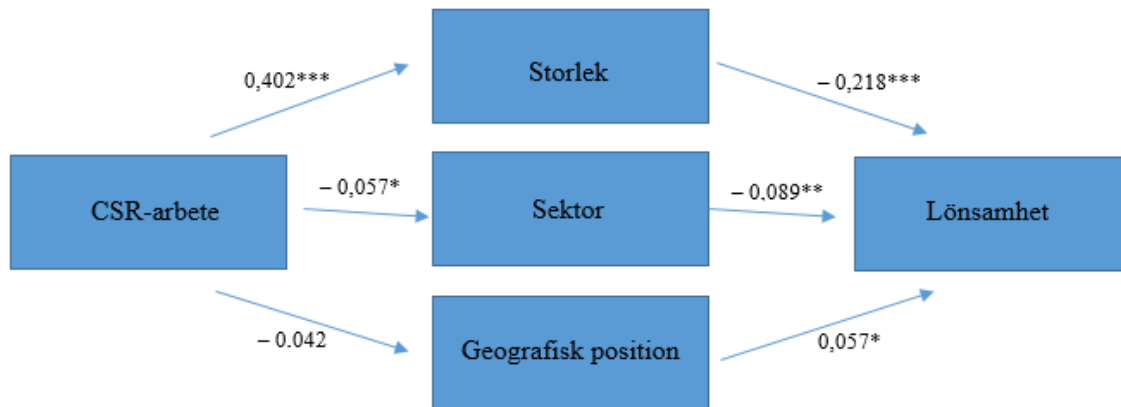 Storlek
0,402***
– 0,218***
CSR-arbete
– 0,057*
Sektor
– 0,089**
Lönsamhet
– 0.042
Geografisk position
0,057*